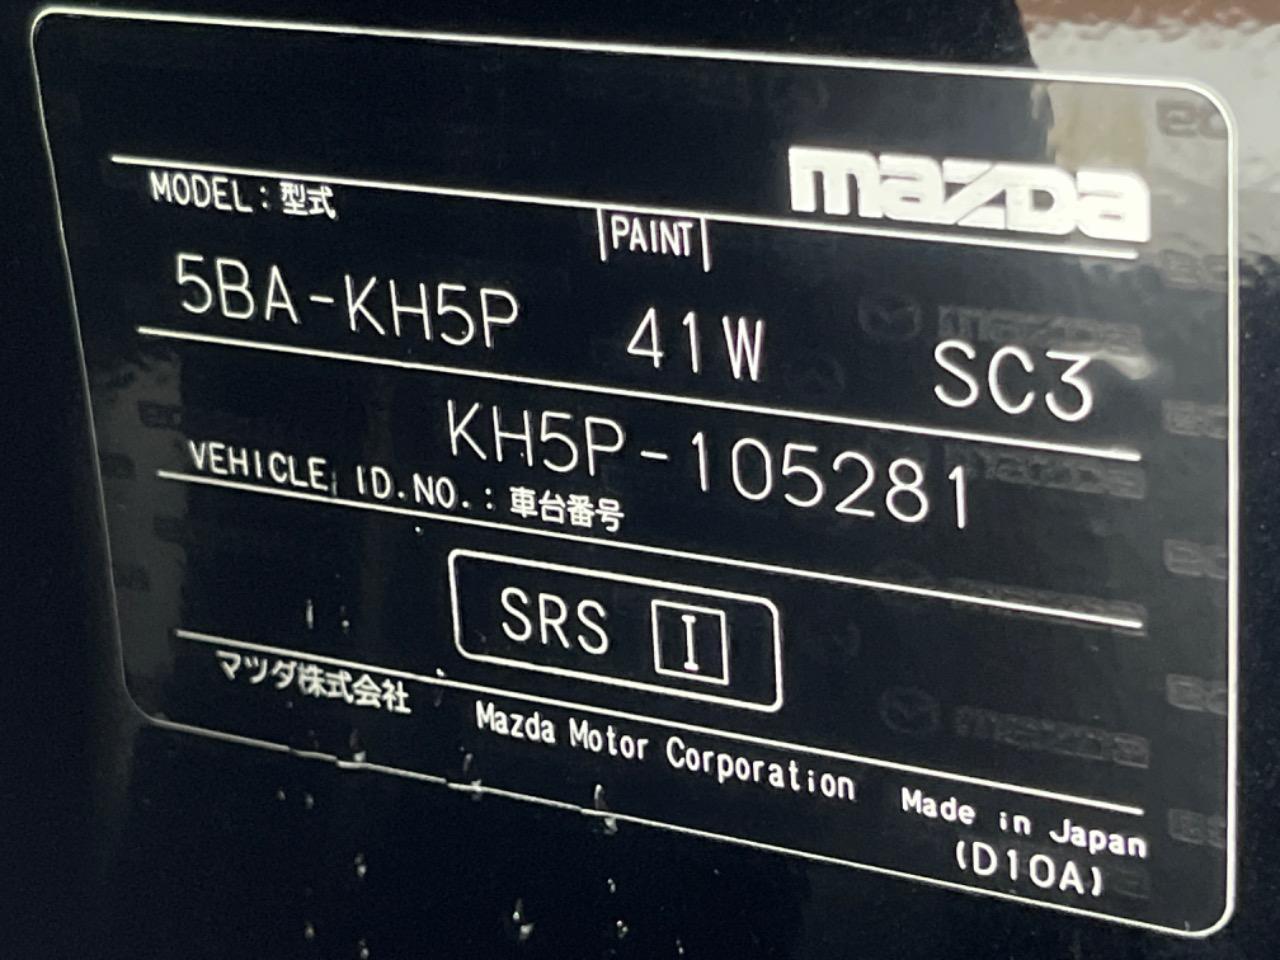 mazda
MODEL : 型式
PAINT
5BA-KH5P 41W SC3
KH5P-105281
VEHICLE ID.NO. : 車台番号
SRS I
マツダ株式会社 Mazda Motor Corporation Made in Japan
(D10A)